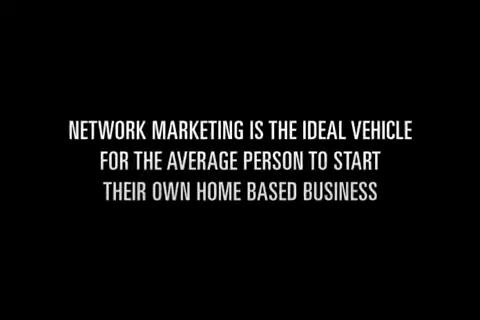 NETWORK MARKETING IS THE IDEAL VEHICLE
FOR THE AVERAGE PERSON TO START
THEIR OWN HOME BASED BUSINESS